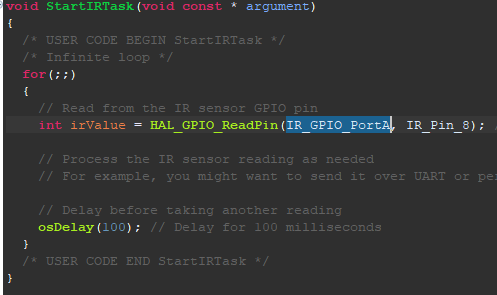 void StartIRTask(void const * argument)
{
/* USER CODE BEGIN StartIRTask */
/* Infinite loop */
for(;;)
{
// Read from the IR sensor GPIO pin
int irValue = HAL_GPIO_ReadPin(IR_GPIO_PortA, IR_Pin_8);
// Process the IR sensor reading as needed
// For example, you might want to send it over UART or
// Delay before taking another reading
osDelay(100); // Delay for 100 milliseconds
}
/* USER CODE END StartIRTask */
}